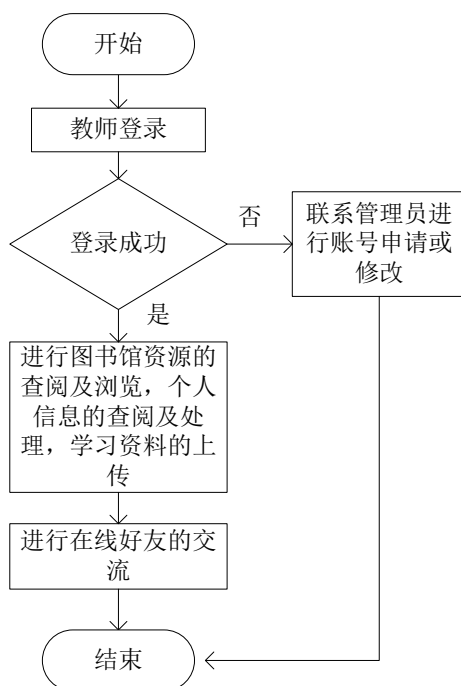 开始
教师登录
登录成功
否
联系管理员进
行账号申请或
修改
是
进行图书馆资源的
查阅及浏览，个人
信息的查阅及处
理，学习资料的上
传
进行在线好友的交
流
结束